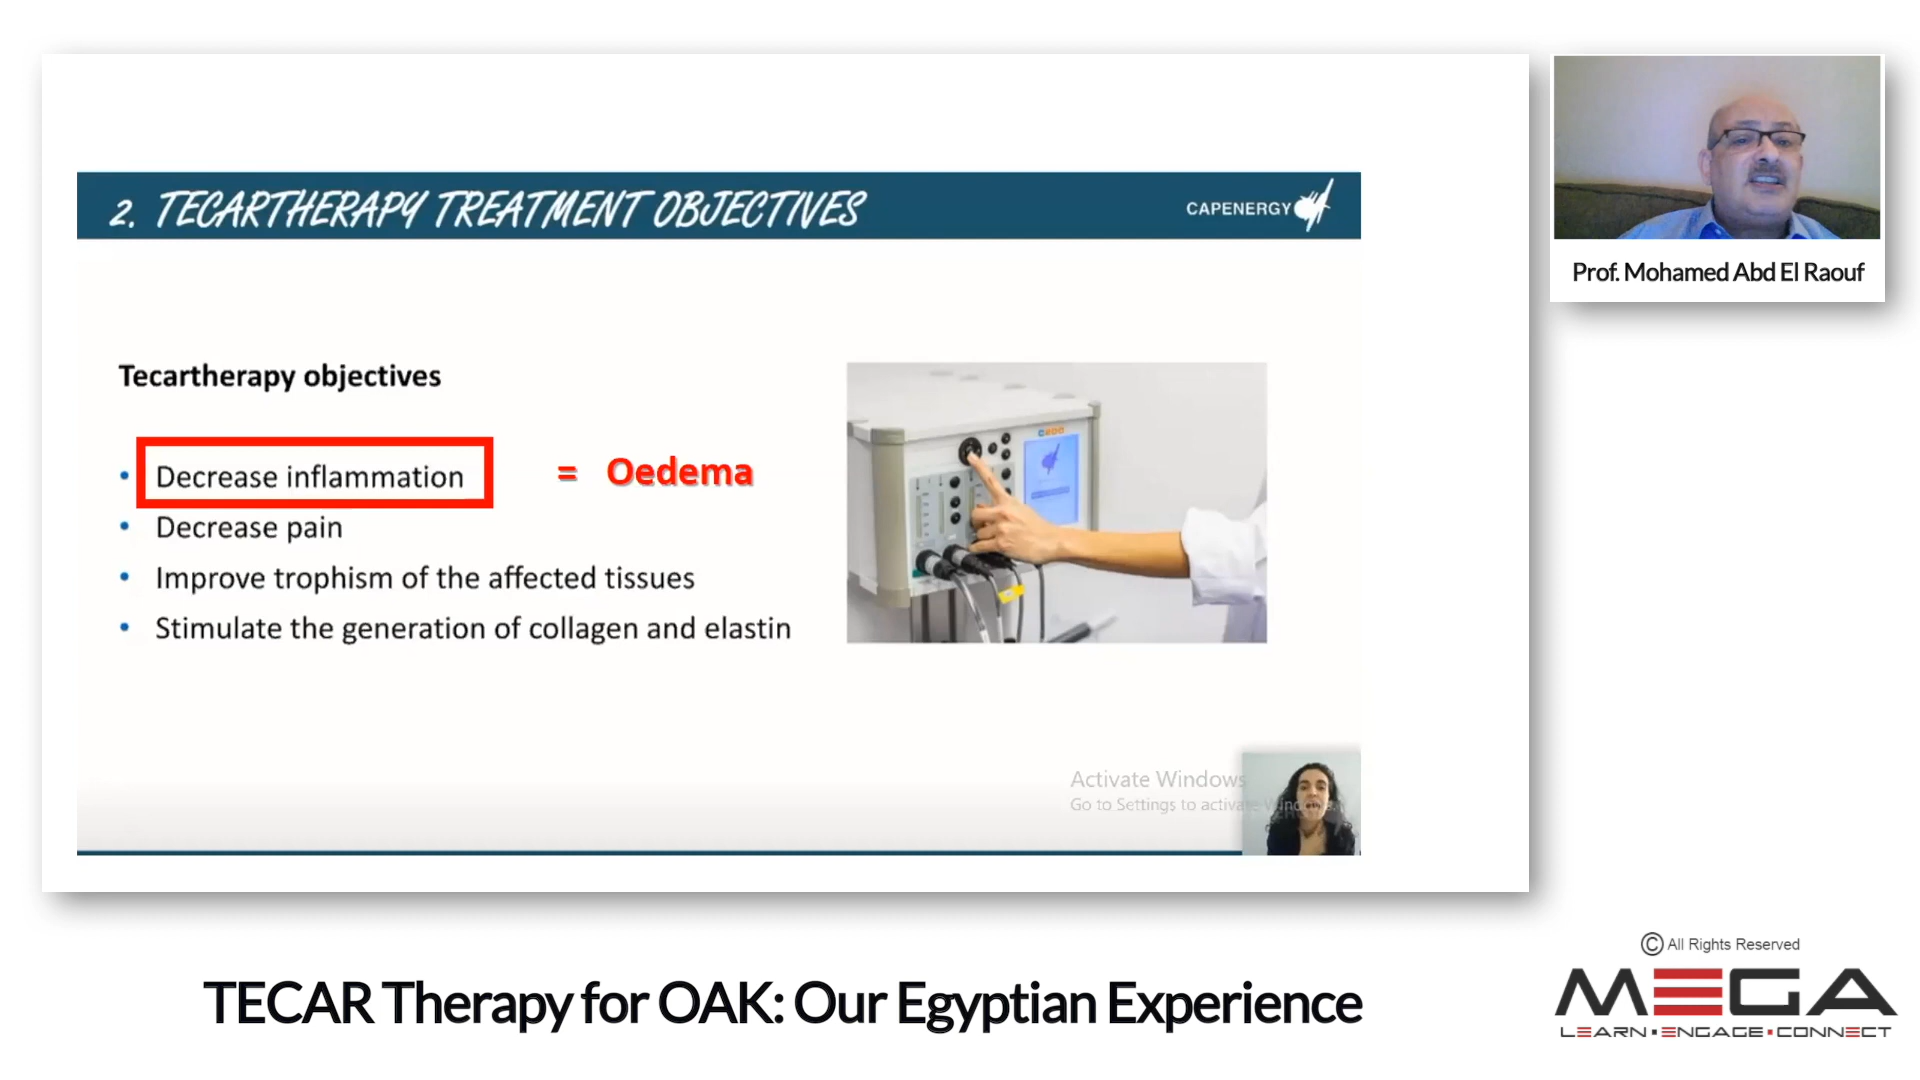 2. TECARTHERAPY TREATMENT OBJECTIVES
CAPENERGY
Prof. Mohamed Abd El Raouf
Tecartherapy objectives
• Decrease inflammation = Oedema
• Decrease pain
• Improve trophism of the affected tissues
• Stimulate the generation of collagen and elastin
Activate Windows
Go to Settings to activate Windows.
© All Rights Reserved
MEGA
LEARN•ENGAGE•CONNECT
TECAR Therapy for OAK: Our Egyptian Experience